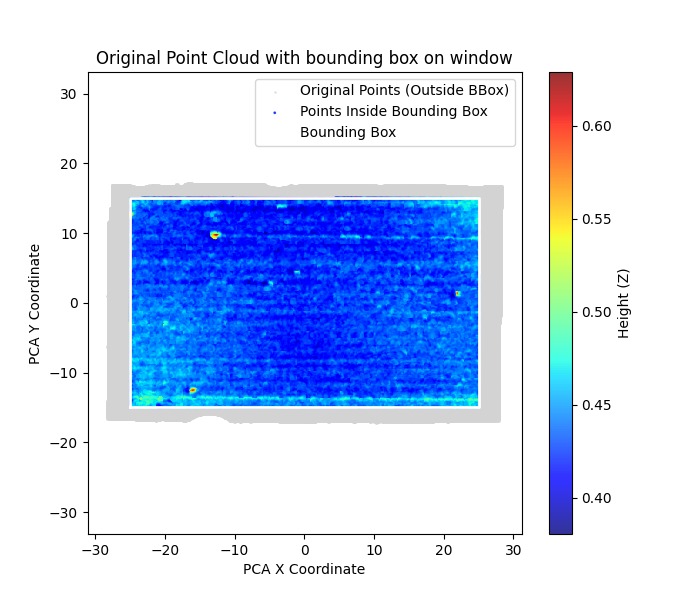 Original Point Cloud with bounding box on window
Original Points (Outside BBox)
Points Inside Bounding Box
Bounding Box
30
20
10
0
−10
−20
−30
PCA Y Coordinate
−30
−20
−10
0
10
20
30
PCA X Coordinate
0.60
0.55
0.50
0.45
0.40
Height (Z)